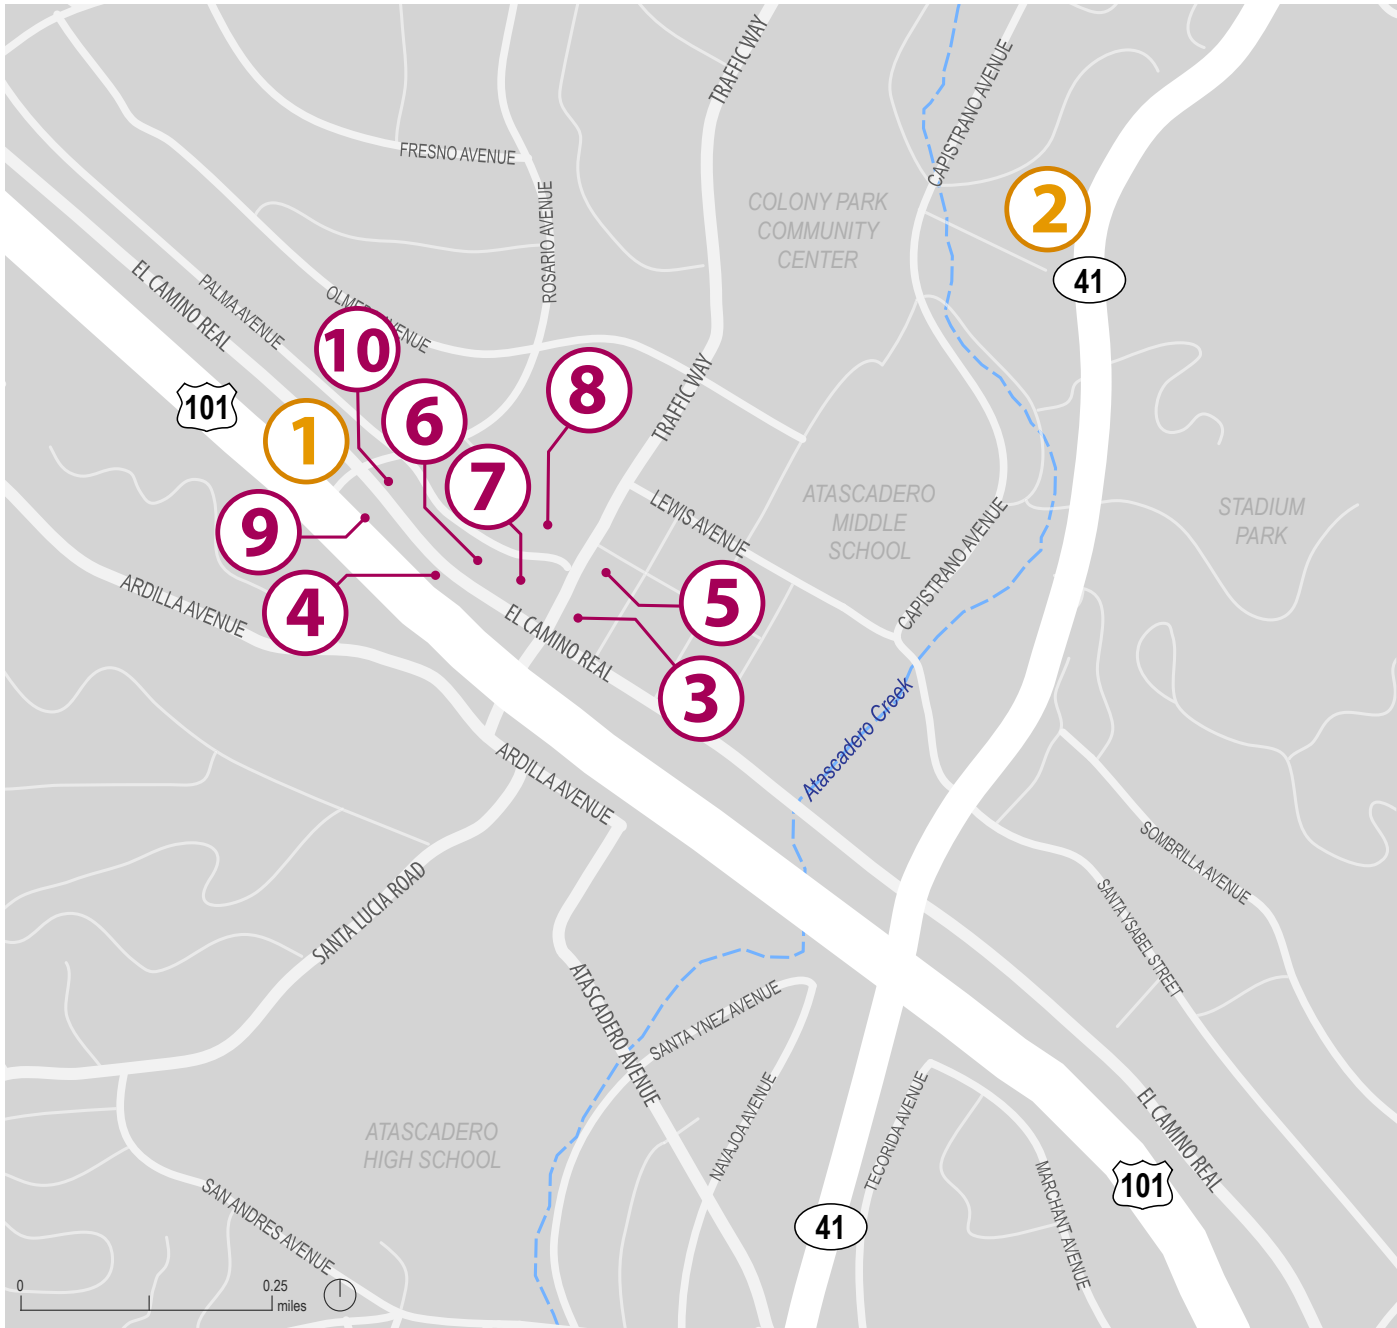 TRAFFIC WAY
CAPISTRANO AVENUE
FRESNO AVENUE
ROSARIO AVENUE
COLONY PARK
COMMUNITY
CENTER
2
41
EL CAMINO REAL
PALMA AVENUE
OLME AVENUE
10
8
101
1
6
7
TRAFFIC WAY
LEWIS AVENUE
ATASCADERO
MIDDLE
SCHOOL
STADIUM
PARK
9
4
5
3
ARDILLA AVENUE
EL CAMINO REAL
CAPISTRANO AVENUE
Atascadero Creek
ARDILLA AVENUE
SOMBRILLA AVENUE
SANTA LUCIA ROAD
SANTA YSABEL STREET
ATASCADERO AVENUE
SANTA YNEZ AVENUE
NAVAJOA AVENUE
TECORIDA AVENUE
EL CAMINO REAL
ATASCADERO
HIGH SCHOOL
MARCHANT AVENUE
101
SAN ANDRES AVENUE
41
0
0.25
miles